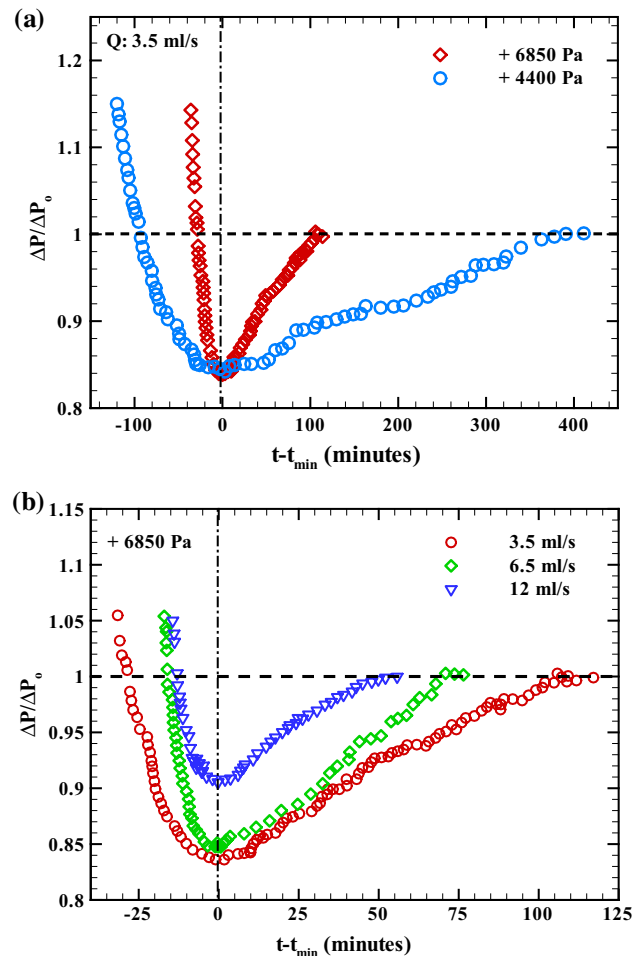 (a)
Q: 3.5 ml/s
+ 6850 Pa
+ 4400 Pa
1.2
1.1
1
0.9
0.8
ΔP/ΔPo
-100 0 100 200 300 400
t-tmin (minutes)
(b)
1.15
+ 6850 Pa
3.5 ml/s
6.5 ml/s
12 ml/s
1.1
1.05
1
0.95
0.9
0.85
0.8
ΔP/ΔPo
-25 0 25 50 75 100 125
t-tmin (minutes)